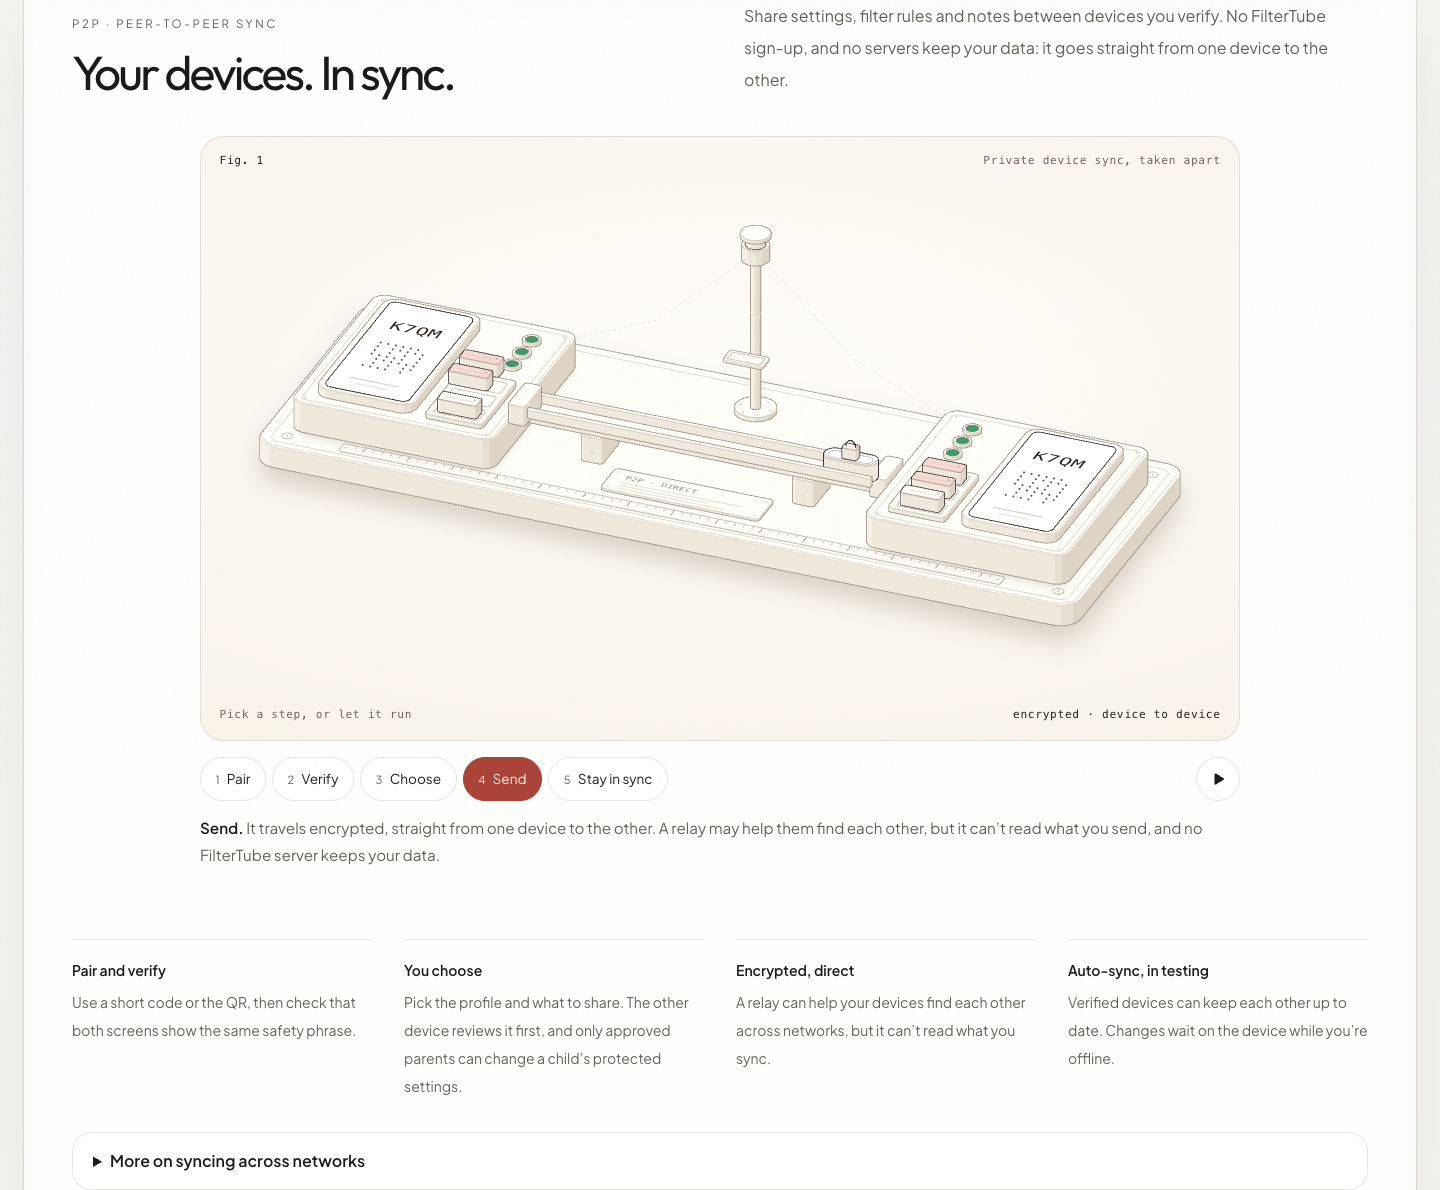 P2P · PEER-TO-PEER SYNC
Your devices. In sync.
Share settings, filter rules and notes between devices you verify. No FilterTube
sign-up, and no servers keep your data: it goes straight from one device to the
other.
Fig. 1
Private device sync, taken apart
K7QM
K7QM
P2P · DIRECT
Pick a step, or let it run
encrypted · device to device
1 Pair
2 Verify
3 Choose
4 Send
5 Stay in sync
Send. It travels encrypted, straight from one device to the other. A relay may help them find each other, but it can’t read what you send, and no
FilterTube server keeps your data.
Pair and verify
Use a short code or the QR, then check that
both screens show the same safety phrase.
You choose
Pick the profile and what to share. The other
device reviews it first, and only approved
parents can change a child’s protected
settings.
Encrypted, direct
A relay can help your devices find each other
across networks, but it can’t read what you
sync.
Auto-sync, in testing
Verified devices can keep each other up to
date. Changes wait on the device while you’re
offline.
More on syncing across networks